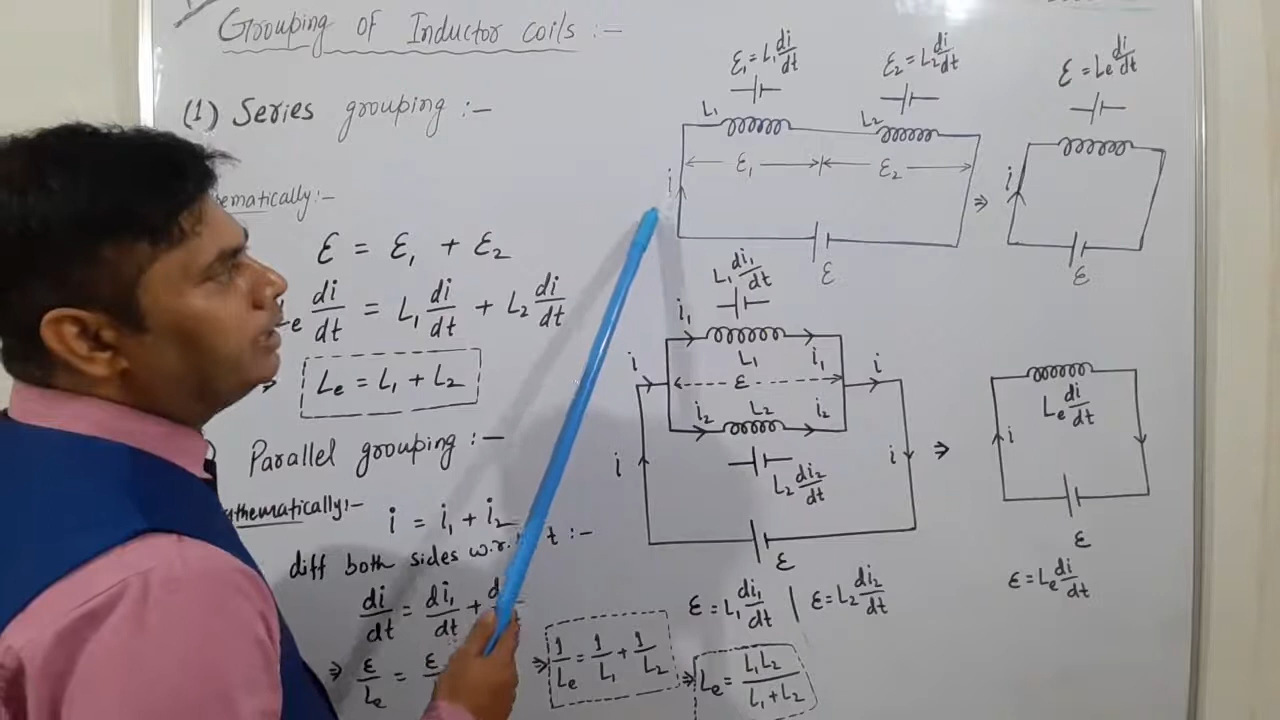 Grouping of Inductor coils :-
(1) Series grouping :-
ematically:-
ε = ε₁ + ε₂
e di/dt = L₁ di/dt + L₂ di/dt
Le = L₁ + L₂
Parallel grouping :-
thematically:-
i = i₁ + i₂
diff both sides w.r. t :-
di/dt = di₁/dt + d
⇒ ε/Le = ε
⇒ 1/Le = 1/L₁ + 1/L₂
⇒ Le = L₁L₂/(L₁+L₂)
ε₁ = L₁ di/dt
ε₂ = L₂ di/dt
L₁
L₂
i
ε₁
ε₂
ε
⇒
ε = Le di/dt
i
ε
L₁ di₁/dt
i₁
L₁
i₁
i
ε
i
i₂
L₂
i₂
L₂ di₂/dt
i
i
ε
ε = L₁ di₁/dt | ε = L₂ di₂/dt
⇒
Le di/dt
i
ε
ε = Le di/dt